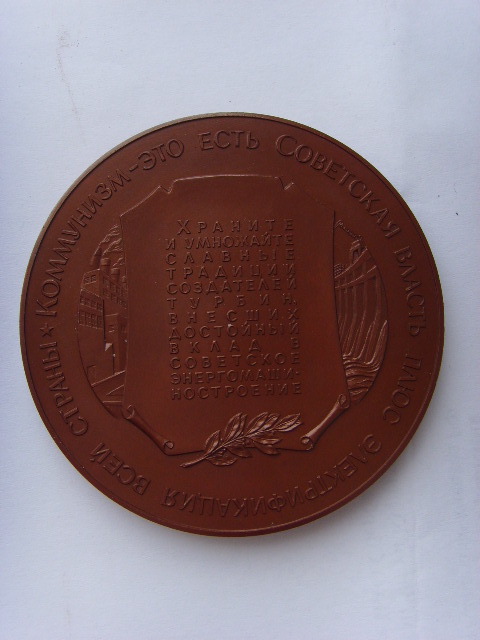 КОММУНИЗМ-ЭТО ЕСТЬ СОВЕТСКАЯ ВЛАСТЬ ПЛЮС ЭЛЕКТРИФИКАЦИЯ ВСЕЙ СТРАНЫ ★
ХРАНИТЕ
И УМНОЖАЙТЕ
СЛАВНЫЕ
ТРАДИЦИИ
СОЗДАТЕЛЕЙ
ТУРБИН,
ВНЕСШИХ
ДОСТОЙНЫЙ
ВКЛАД В
СОВЕТСКОЕ
ЭНЕРГОМАШИ-
НОСТРОЕНИЕ